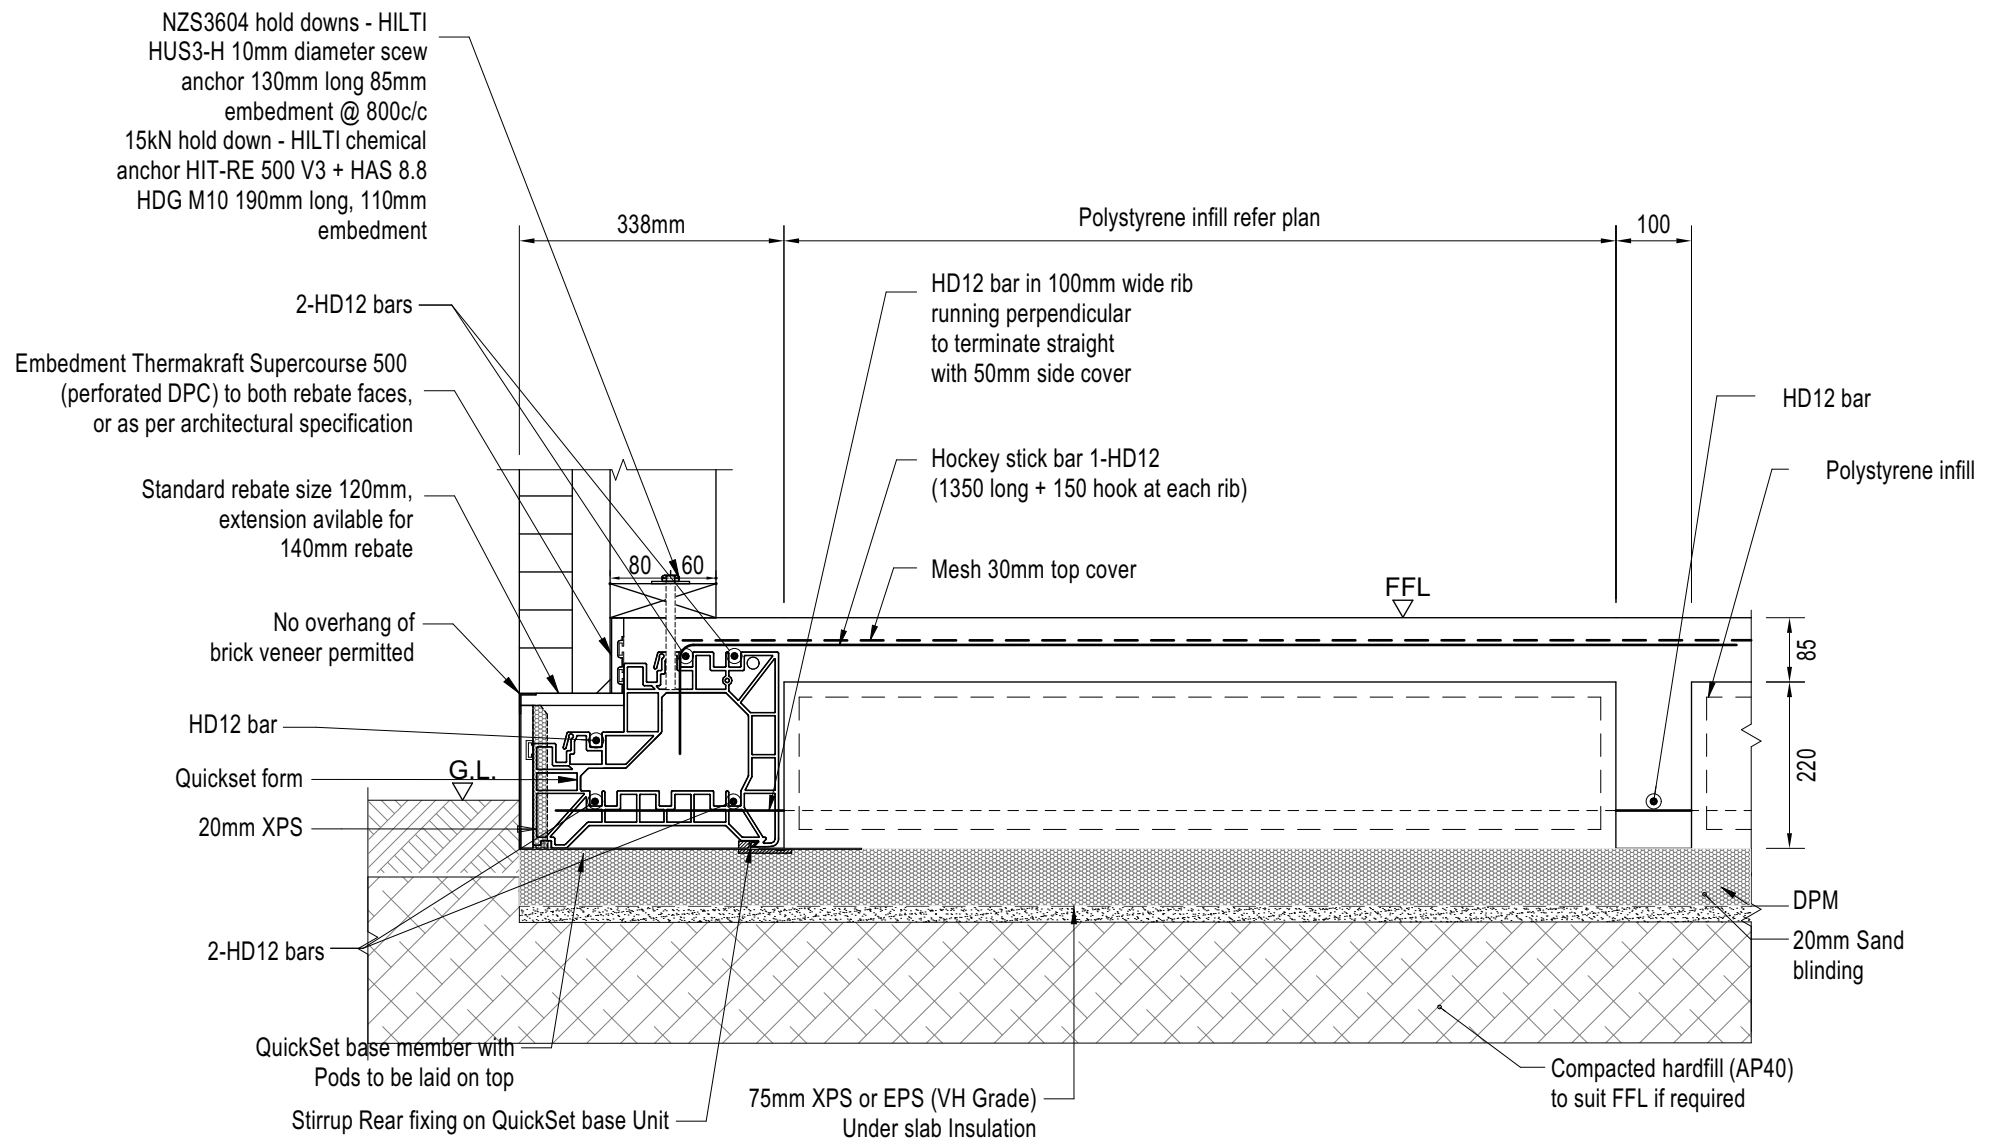 NZS3604 hold downs - HILTI
HUS3-H 10mm diameter scew
anchor 130mm long 85mm
embedment @ 800c/c
15kN hold down - HILTI chemical
anchor HIT-RE 500 V3 + HAS 8.8
HDG M10 190mm long, 110mm
embedment
338mm
Polystyrene infill refer plan
100
2-HD12 bars
HD12 bar in 100mm wide rib
running perpendicular
to terminate straight
with 50mm side cover
Embedment Thermakraft Supercourse 500
(perforated DPC) to both rebate faces,
or as per architectural specification
HD12 bar
Hockey stick bar 1-HD12
(1350 long + 150 hook at each rib)
Polystyrene infill
Standard rebate size 120mm,
extension avilable for
140mm rebate
80
60
Mesh 30mm top cover
FFL
No overhang of
brick veneer permitted
85
HD12 bar
Quickset form
G.L.
220
20mm XPS
DPM
2-HD12 bars
20mm Sand
blinding
QuickSet base member with
Pods to be laid on top
Stirrup Rear fixing on QuickSet base Unit
75mm XPS or EPS (VH Grade)
Under slab Insulation
Compacted hardfill (AP40)
to suit FFL if required